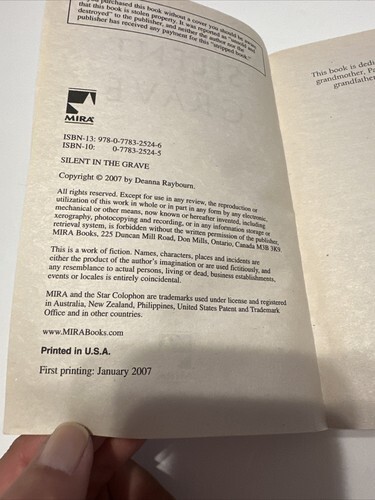 you purchased this book without a cover you should be aware
that this book is stolen property. It was reported as "unsold and
destroyed" to the publisher, and neither the author nor the
publisher has received any payment for this "stripped book."
MIRA®
ISBN-13: 978-0-7783-2524-6
ISBN-10: 0-7783-2524-5
SILENT IN THE GRAVE
Copyright © 2007 by Deanna Raybourn.
All rights reserved. Except for use in any review, the reproduction or
utilization of this work in whole or in part in any form by any electronic,
mechanical or other means, now known or hereafter invented, including
xerography, photocopying and recording, or in any information storage or
retrieval system, is forbidden without the written permission of the publisher,
MIRA Books, 225 Duncan Mill Road, Don Mills, Ontario, Canada M3B 3K9.
This is a work of fiction. Names, characters, places and incidents are
either the product of the author's imagination or are used fictitiously, and
any resemblance to actual persons, living or dead, business establishments,
events or locales is entirely coincidental.
MIRA and the Star Colophon are trademarks used under license and registered
in Australia, New Zealand, Philippines, United States Patent and Trademark
Office and in other countries.
www.MIRABooks.com
Printed in U.S.A.
First printing: January 2007
This book is dedi
grandmother, Pa
grandfather